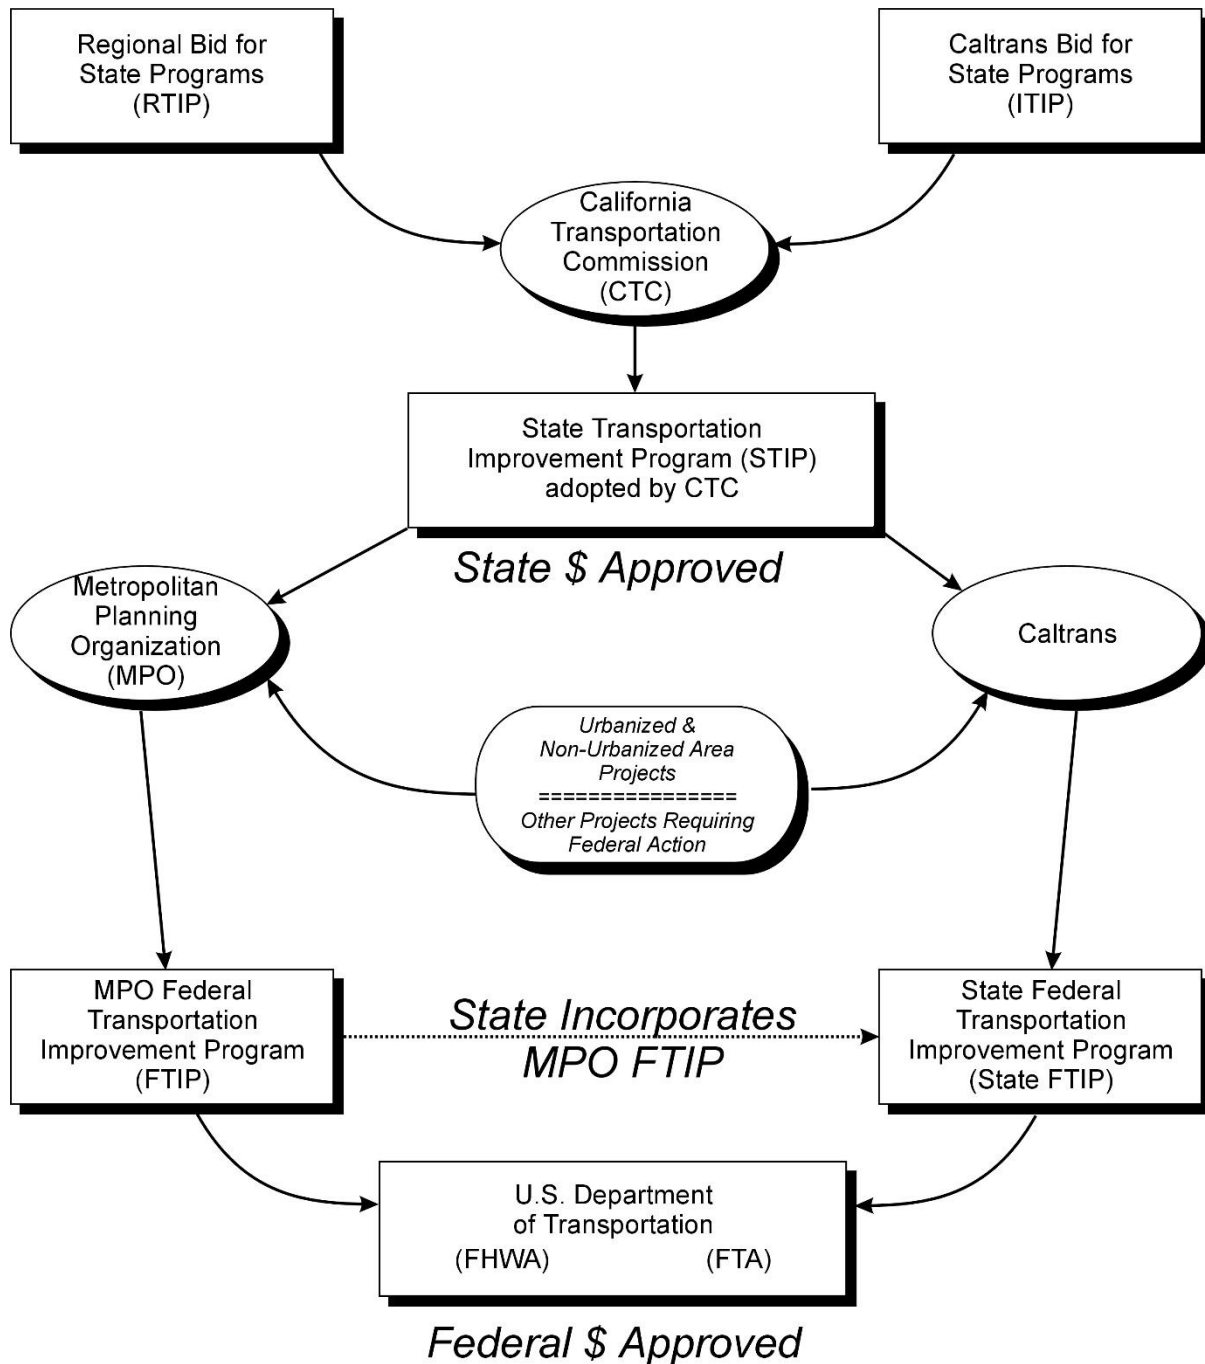 Regional Bid for
State Programs
(RTIP)
Caltrans Bid for
State Programs
(ITIP)
California
Transportation
Commission
(CTC)
State Transportation
Improvement Program (STIP)
adopted by CTC
State $ Approved
Metropolitan
Planning
Organization
(MPO)
Caltrans
Urbanized &
Non-Urbanized Area
Projects
================
Other Projects Requiring
Federal Action
MPO Federal
Transportation
Improvement Program
(FTIP)
State Incorporates
MPO FTIP
State Federal
Transportation
Improvement Program
(State FTIP)
U.S. Department
of Transportation
(FHWA) (FTA)
Federal $ Approved